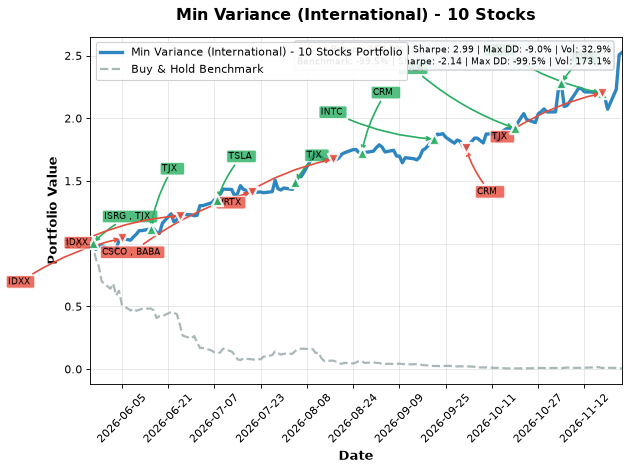 Min Variance (International) - 10 Stocks
Min Variance (International) - 10 Stocks Portfolio
Buy & Hold Benchmark
| Sharpe: 2.99 | Max DD: -9.0% | Vol: 32.9%
Benchmark: -99.5% | Sharpe: -2.14 | Max DD: -99.5% | Vol: 173.1%
CRM
INTC
TJX
TSLA
TJX
TJX
ISRG , TJX
RTX
CRM
IDXX
CSCO , BABA
IDXX
Portfolio Value
2.5
2.0
1.5
1.0
0.5
0.0
2026-06-05
2026-06-21
2026-07-07
2026-07-23
2026-08-08
2026-08-24
2026-09-09
2026-09-25
2026-10-11
2026-10-27
2026-11-12
Date